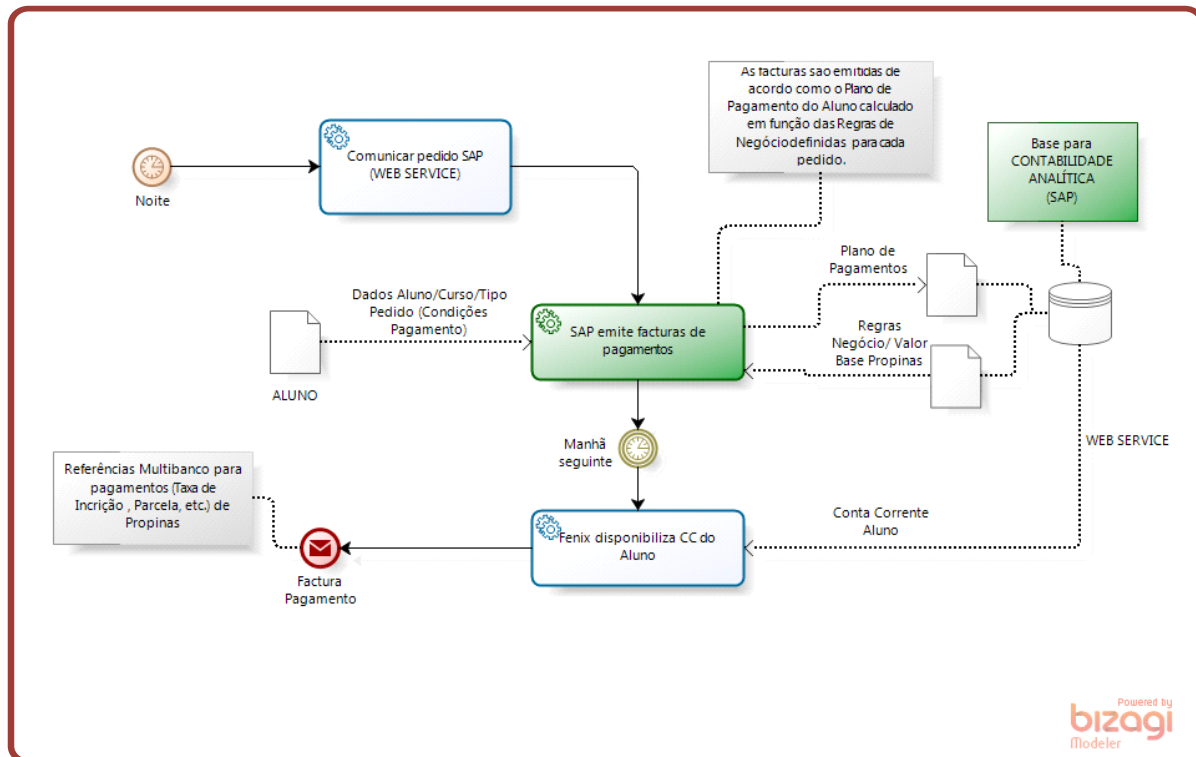 As facturas sao emitidas de
acordo como o Plano de
Pagamento do Aluno calculado
em função das Regras de
Negóciodefinidas para cada
pedido.
Base para
CONTABILIDADE
ANALÍTICA
(SAP)
Comunicar pedido SAP
(WEB SERVICE)
Noite
Plano de
Pagamentos
Dados Aluno/Curso/Tipo
Pedido (Condições
Pagamento)
SAP emite facturas de
pagamentos
Regras
Negócio/ Valor
Base Propinas
ALUNO
Manhã
seguinte
WEB SERVICE
Referências Multibanco para
pagamentos (Taxa de
Incrição , Parcela, etc.) de
Propinas
Fenix disponibiliza CC do
Aluno
Conta Corrente
Aluno
Factura
Pagamento
Powered by
bizagi
Modeler